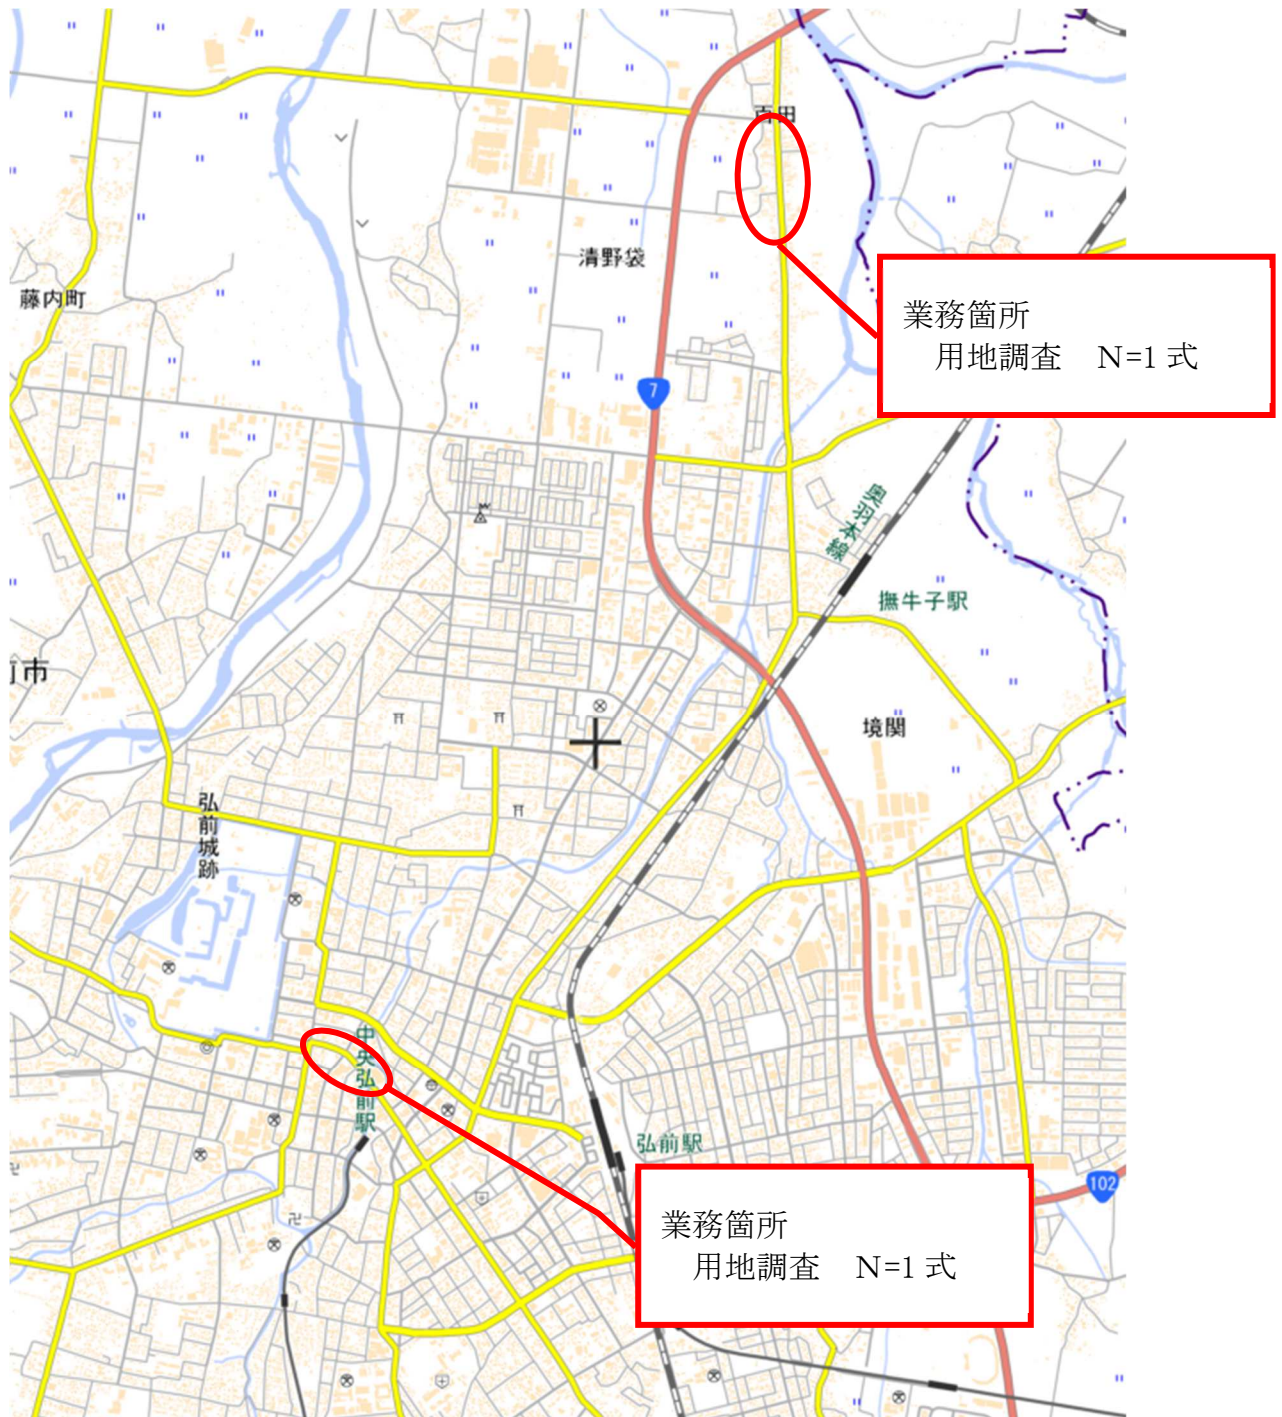 百田
清野袋
藤内町
業務箇所
用地調査　N=1 式
7
奥羽本線
撫牛子駅
市
境関
弘前城跡
中央弘前駅
弘前駅
102
業務箇所
用地調査　N=1 式